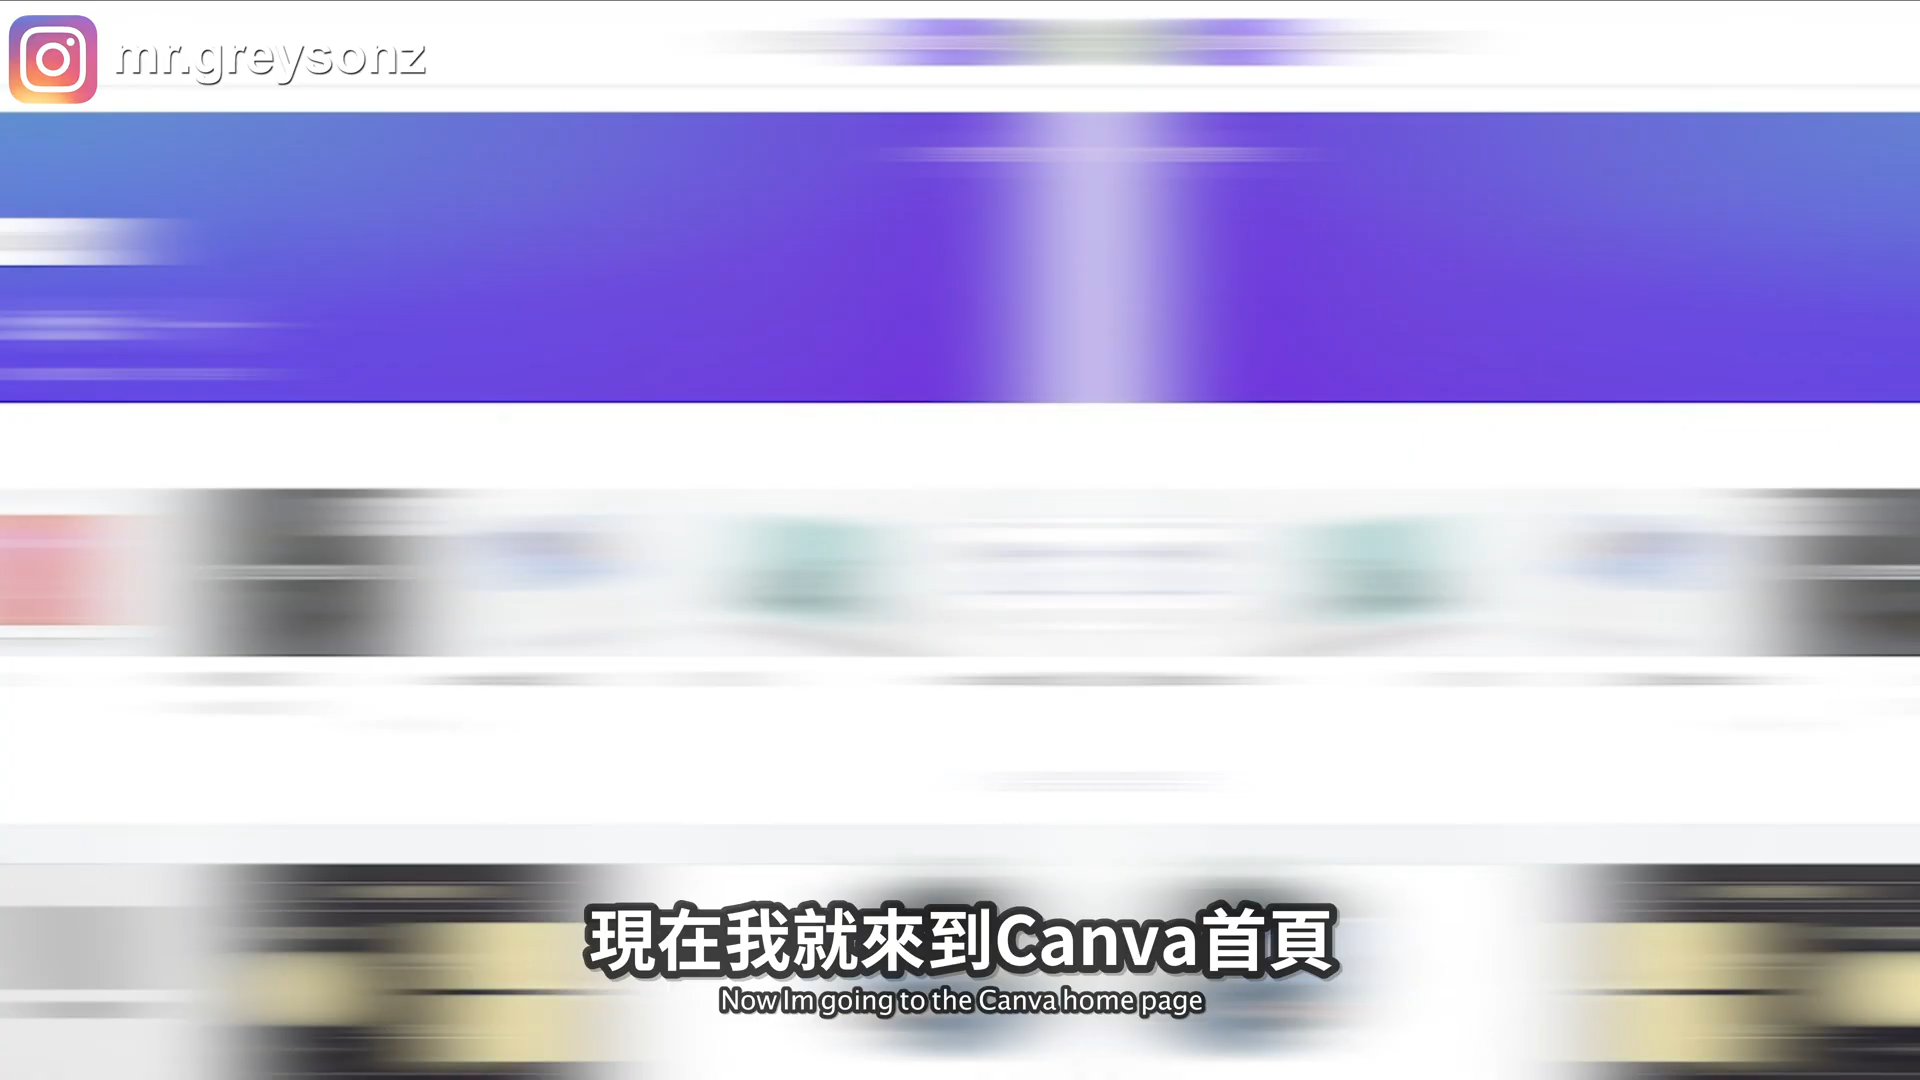 mr.greysonz
現在我就來到Canva首頁
Now Im going to the Canva home page